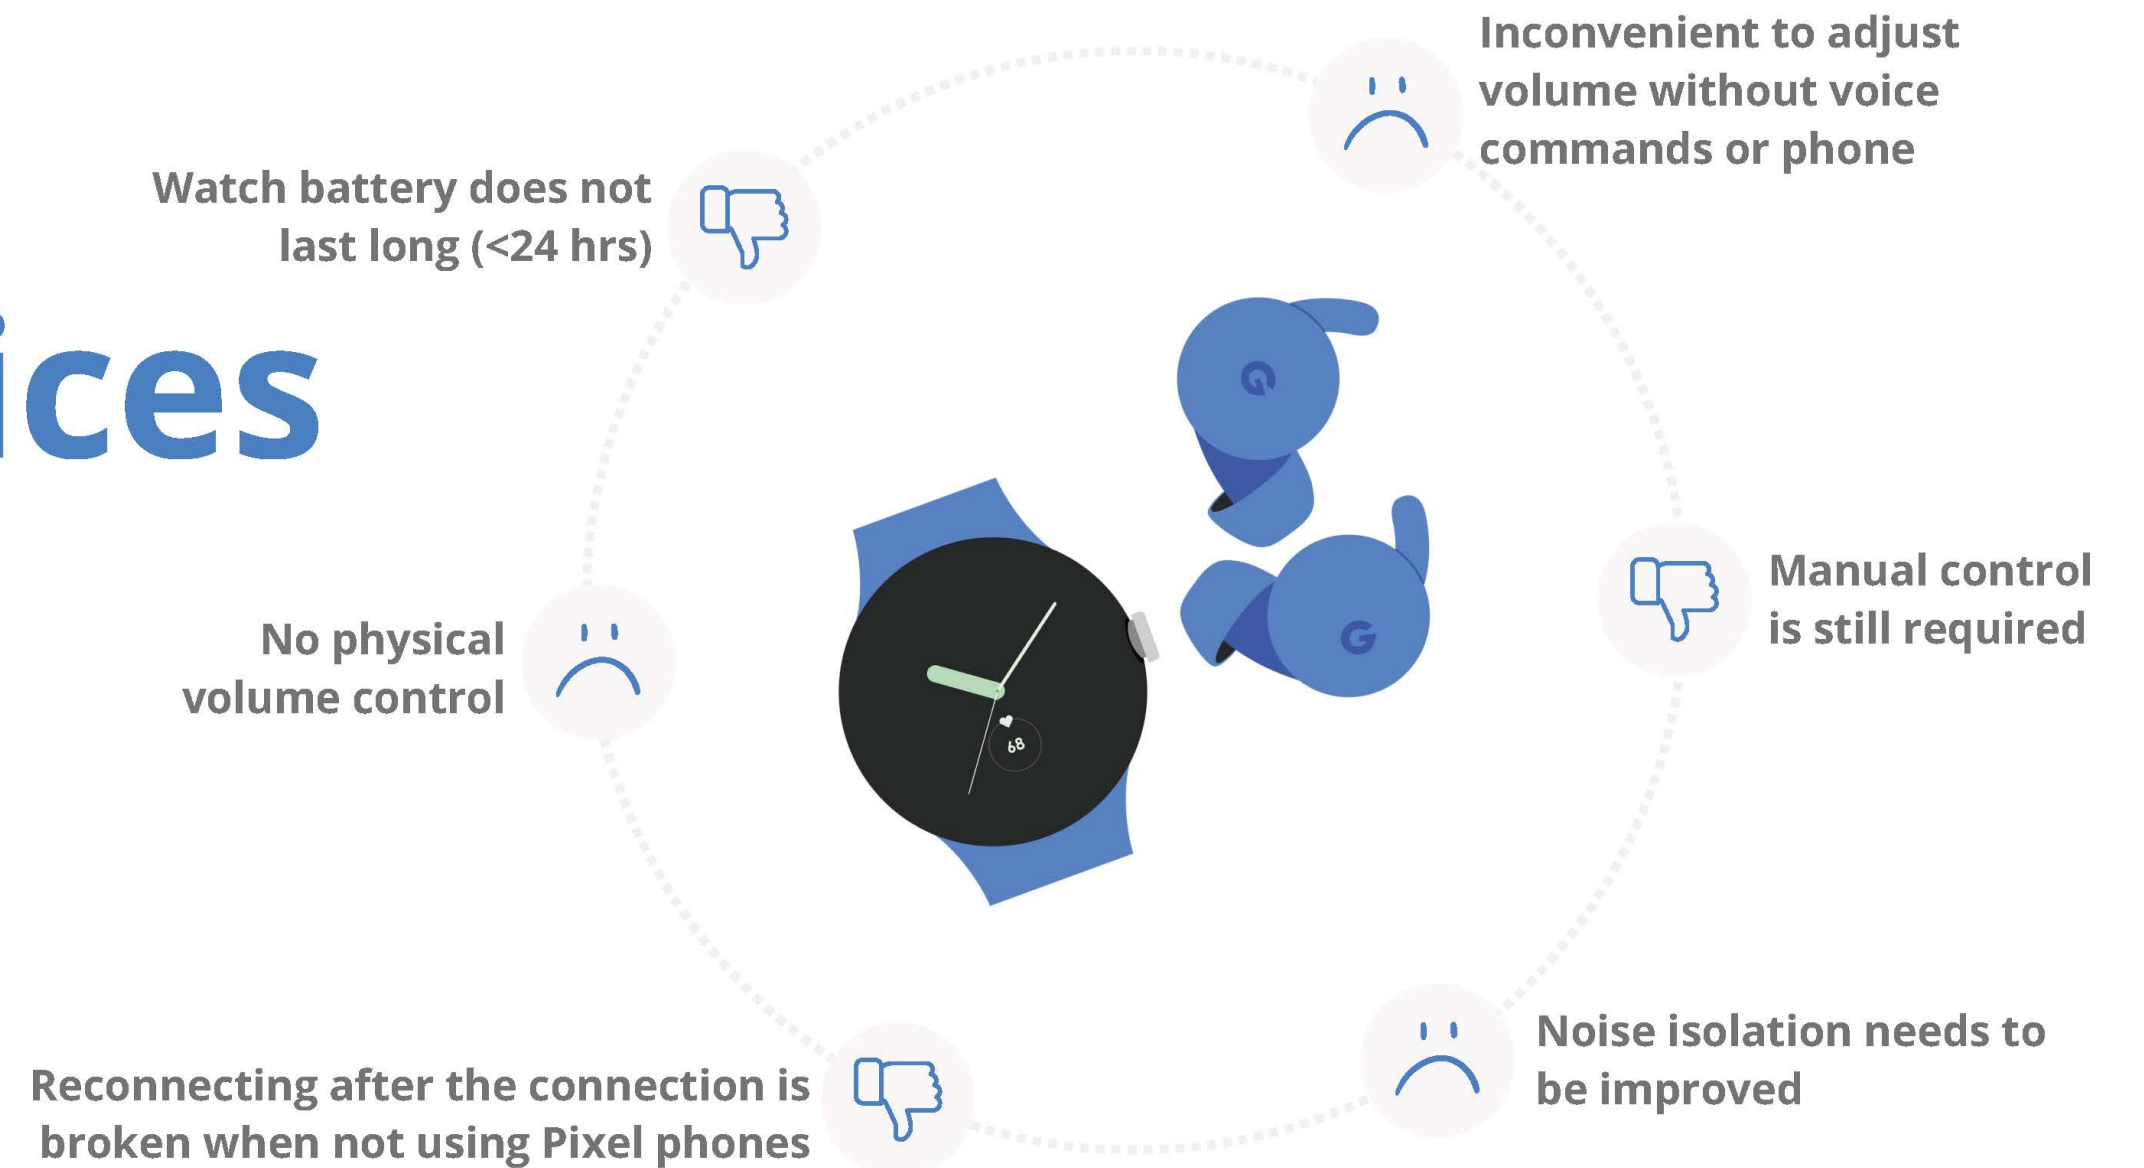 Inconvenient to adjust
volume without voice
commands or phone
Watch battery does not
last long (<24 hrs)
ices
Manual control
is still required
No physical
volume control
68
G
G
Noise isolation needs to
be improved
Reconnecting after the connection is
broken when not using Pixel phones